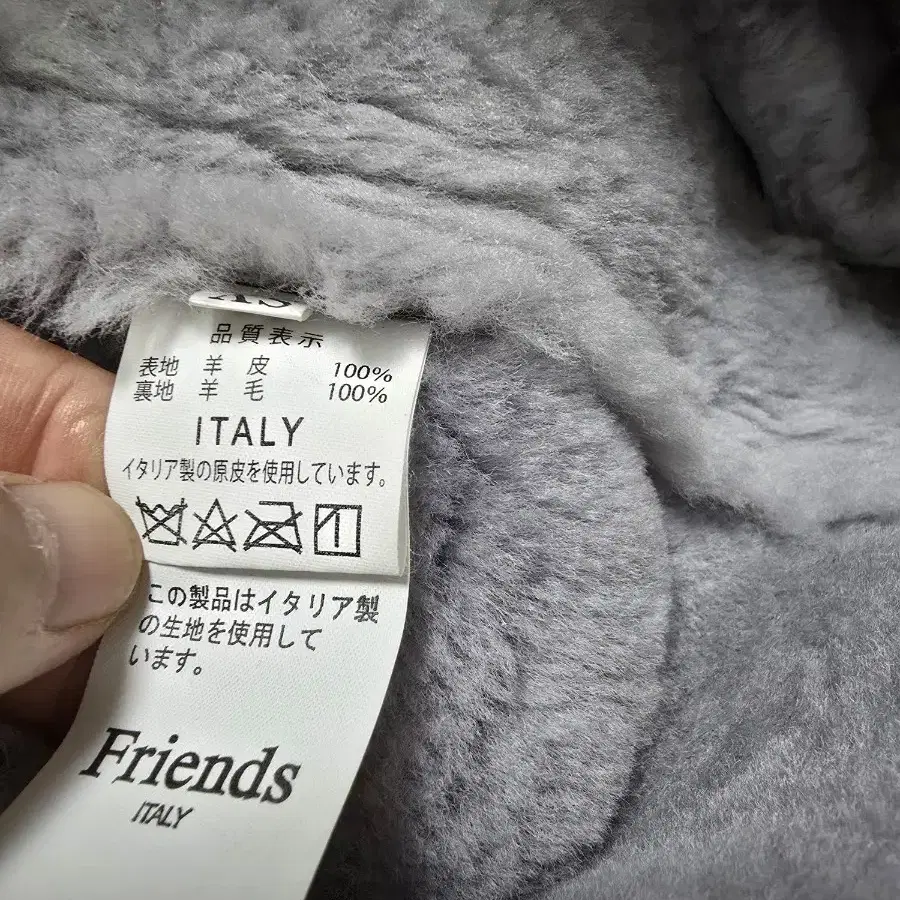 XS
品質表示
表地 羊 皮 100%
裏地 羊 毛 100%
ITALY
イタリア製の原皮を使用しています。
この製品はイタリア製
の生地を使用して
います。
Friends
ITALY